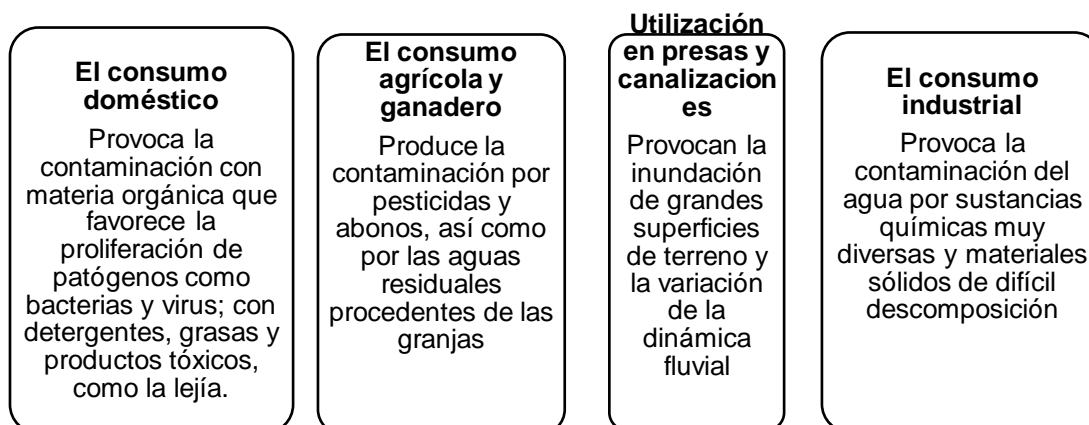 El consumo
doméstico
Provoca la
contaminación con
materia orgánica que
favorece la
proliferación de
patógenos como
bacterias y virus; con
detergentes, grasas y
productos tóxicos,
como la lejía.
El consumo
agrícola y
ganadero
Produce la
contaminación por
pesticidas y
abonos, así como
por las aguas
residuales
procedentes de las
granjas
Utilización
en presas y
canalizacion
es
Provocan la
inundación
de grandes
superficies
de terreno y
la variación
de la
dinámica
fluvial
El consumo
industrial
Provoca la
contaminación del
agua por sustancias
químicas muy
diversas y materiales
sólidos de difícil
descomposición